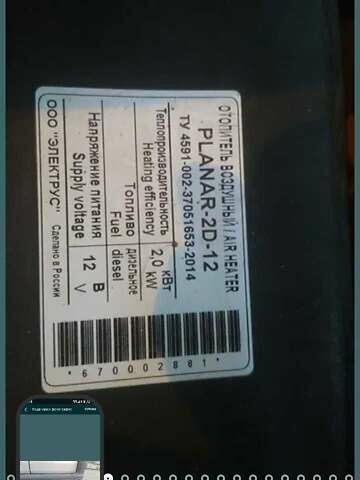 ОТОПИТЕЛЬ ВОЗДУШНЫЙ / AIR HEATER
PLANAR-2D-12
ТУ 4591-002-37051653-2014
Теплопроизводительность 2,0 кВт
Heating efficiency kW
Топливо дизельное
Fuel diesel
Напряжение питания 12 В
Supply voltage V
ООО "ЭЛЕКТРУС" Сделано в России
*670002881*